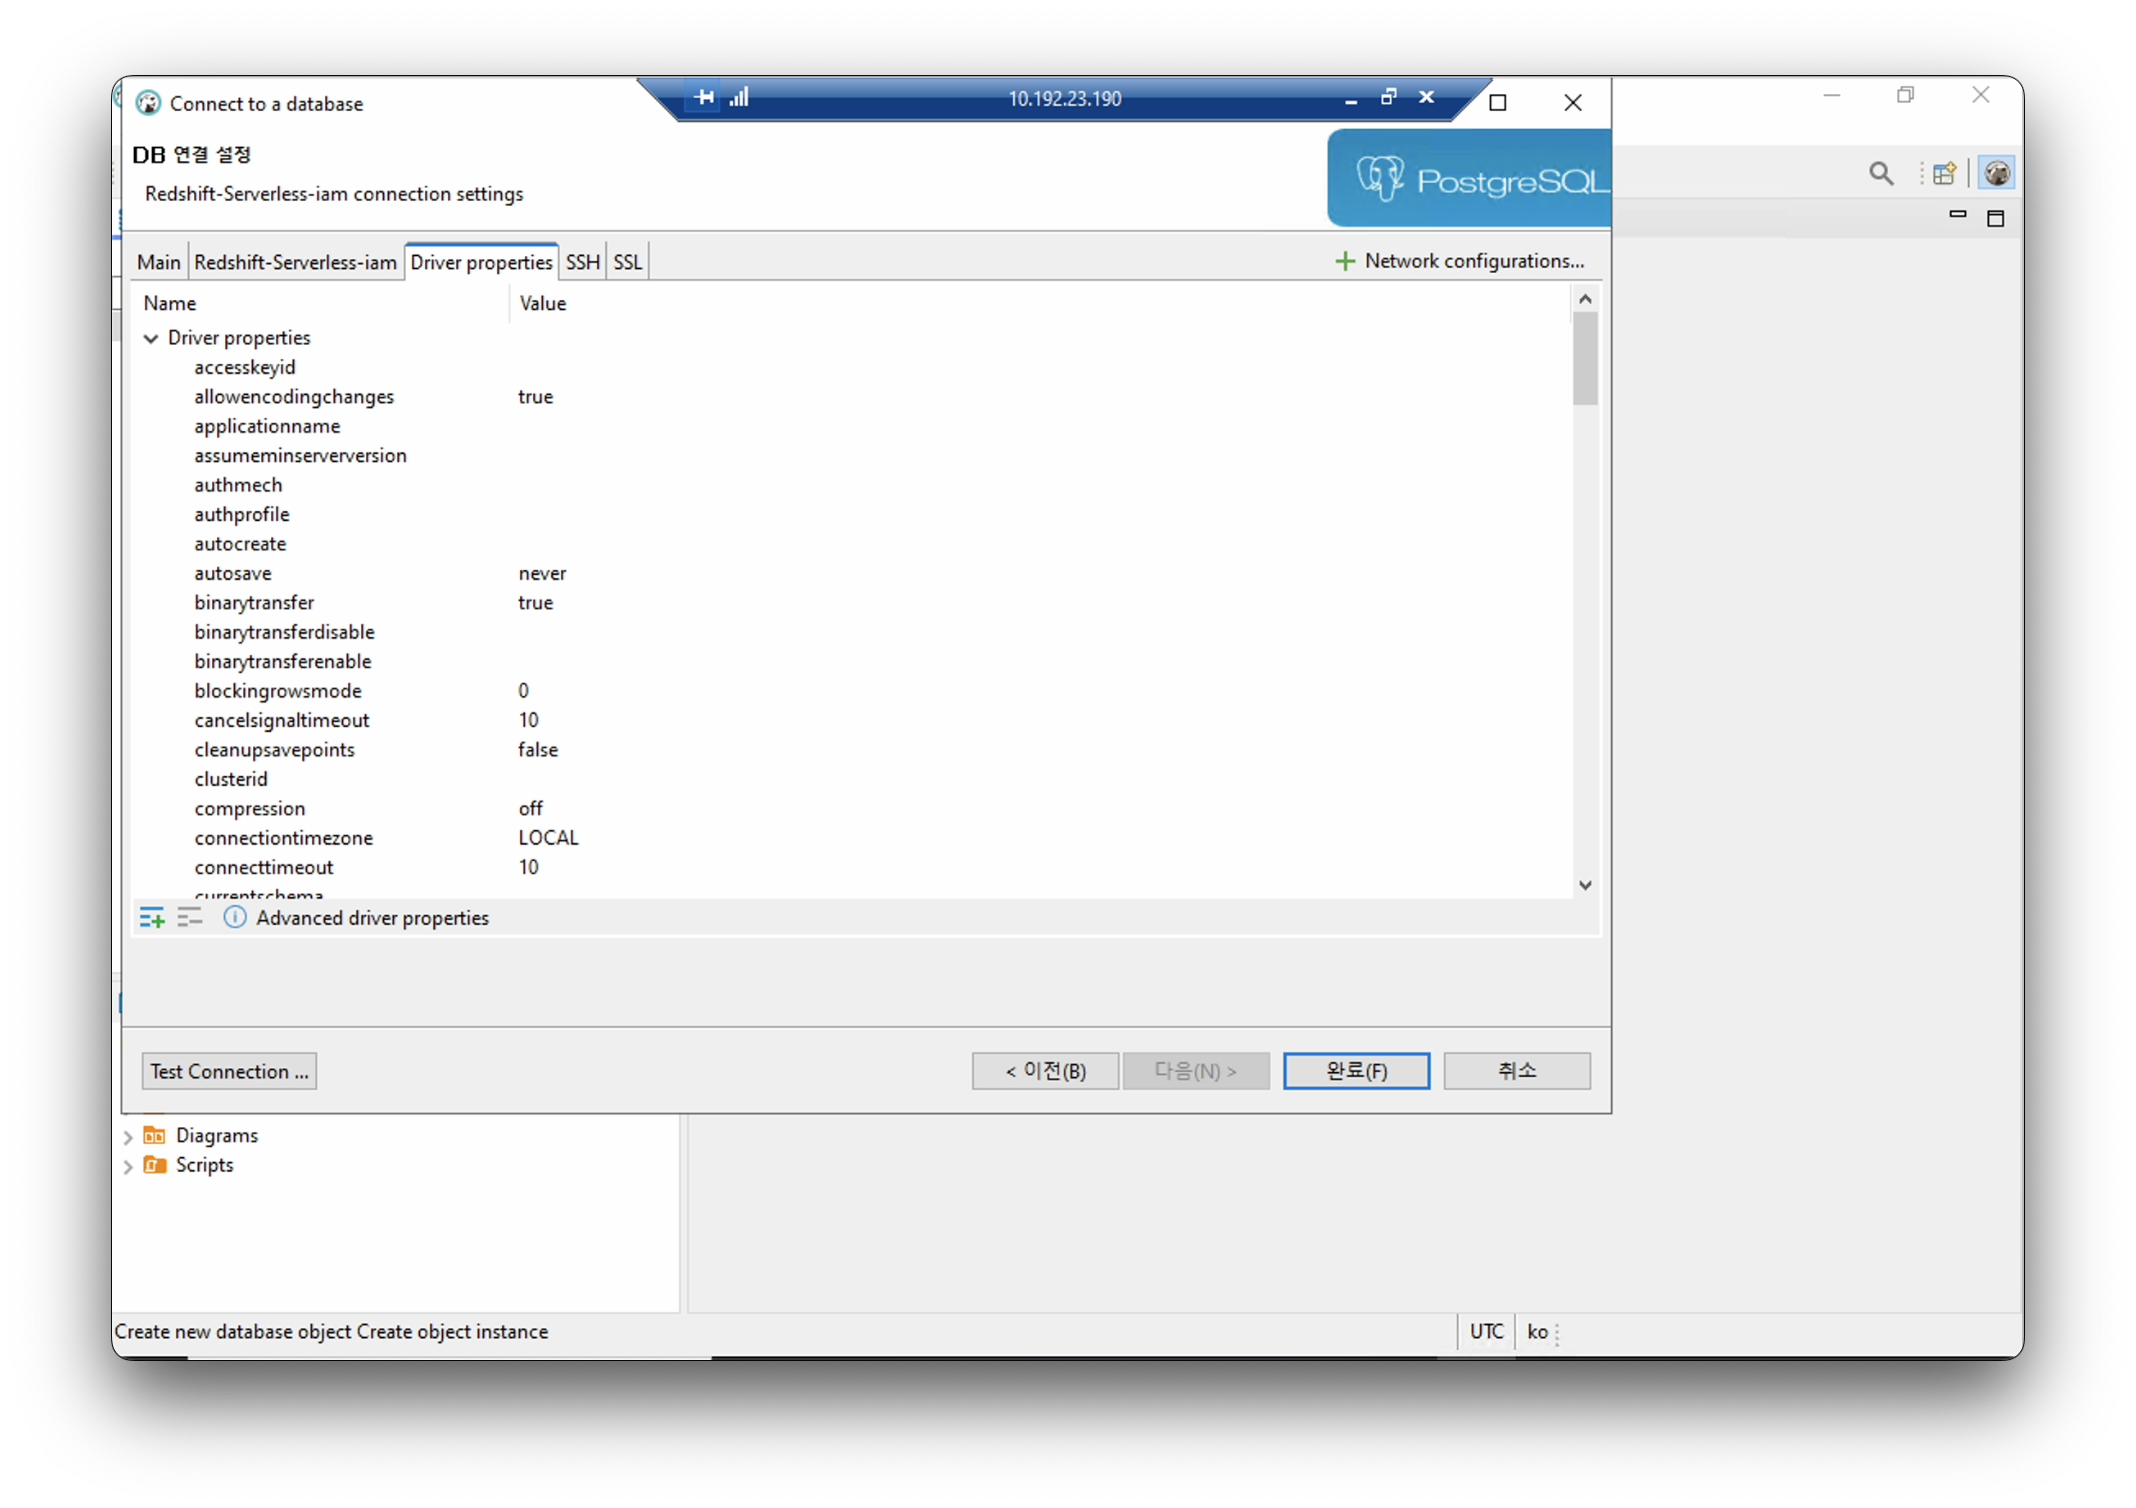 Connect to a database
10.192.23.190
DB 연결 설정
Redshift-Serverless-iam connection settings
PostgreSQL
Main
Redshift-Serverless-iam
Driver properties
SSH
SSL
Network configurations...
Name
Value
Driver properties
accesskeyid
allowencodingchanges true
applicationname
assumeminserverversion
authmech
authprofile
autocreate
autosave never
binarytransfer true
binarytransferdisable
binarytransferenable
blockingrowsmode 0
cancelsignaltimeout 10
cleanupsavepoints false
clusterid
compression off
connectiontimezone LOCAL
connecttimeout 10
currentschema
Advanced driver properties
Test Connection ...
< 이전(B)
다음(N) >
완료(F)
취소
Diagrams
Scripts
Create new database object Create object instance
UTC
ko